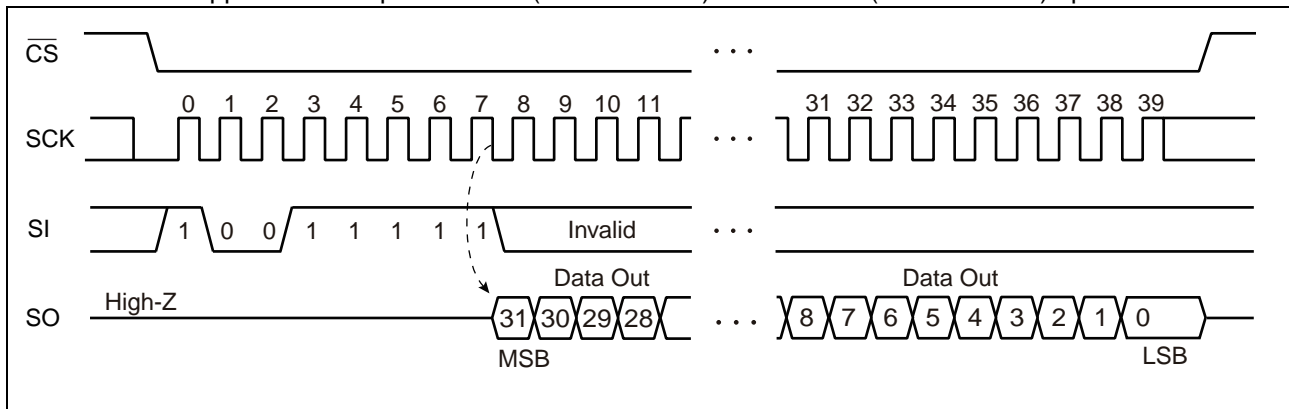 CS
0 1 2 3 4 5 6 7 8 9 10 11 31 32 33 34 35 36 37 38 39
SCK
. . .
SI 1 0 0 1 1 1 1 1 Invalid . . .
Data Out Data Out
High-Z
SO 31 30 29 28 . . . 8 7 6 5 4 3 2 1 0
MSB LSB